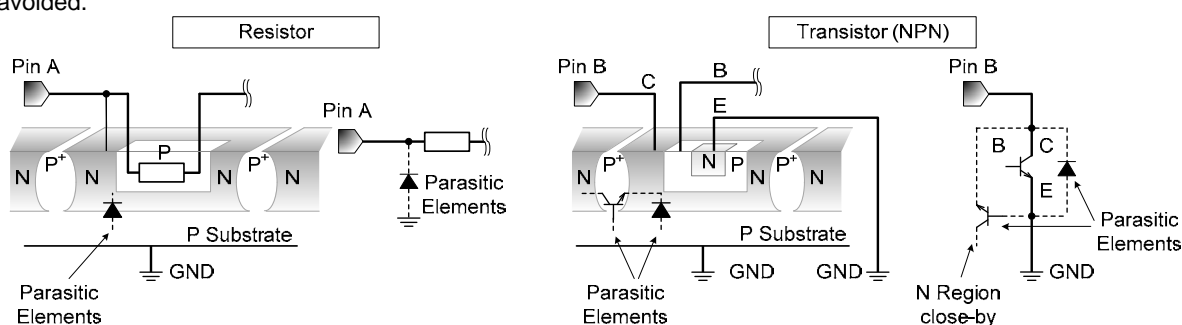 avoided.
Resistor
Transistor (NPN)
Pin A
Pin A
N P+ N P N P+ N
Parasitic
Elements
P Substrate
GND
Parasitic
Elements
Pin B
C
B
E
N P+ N N P N P+ N
P Substrate
GND
GND
Parasitic
Elements
Pin B
B C
E
Parasitic
Elements
GND
N Region
close-by